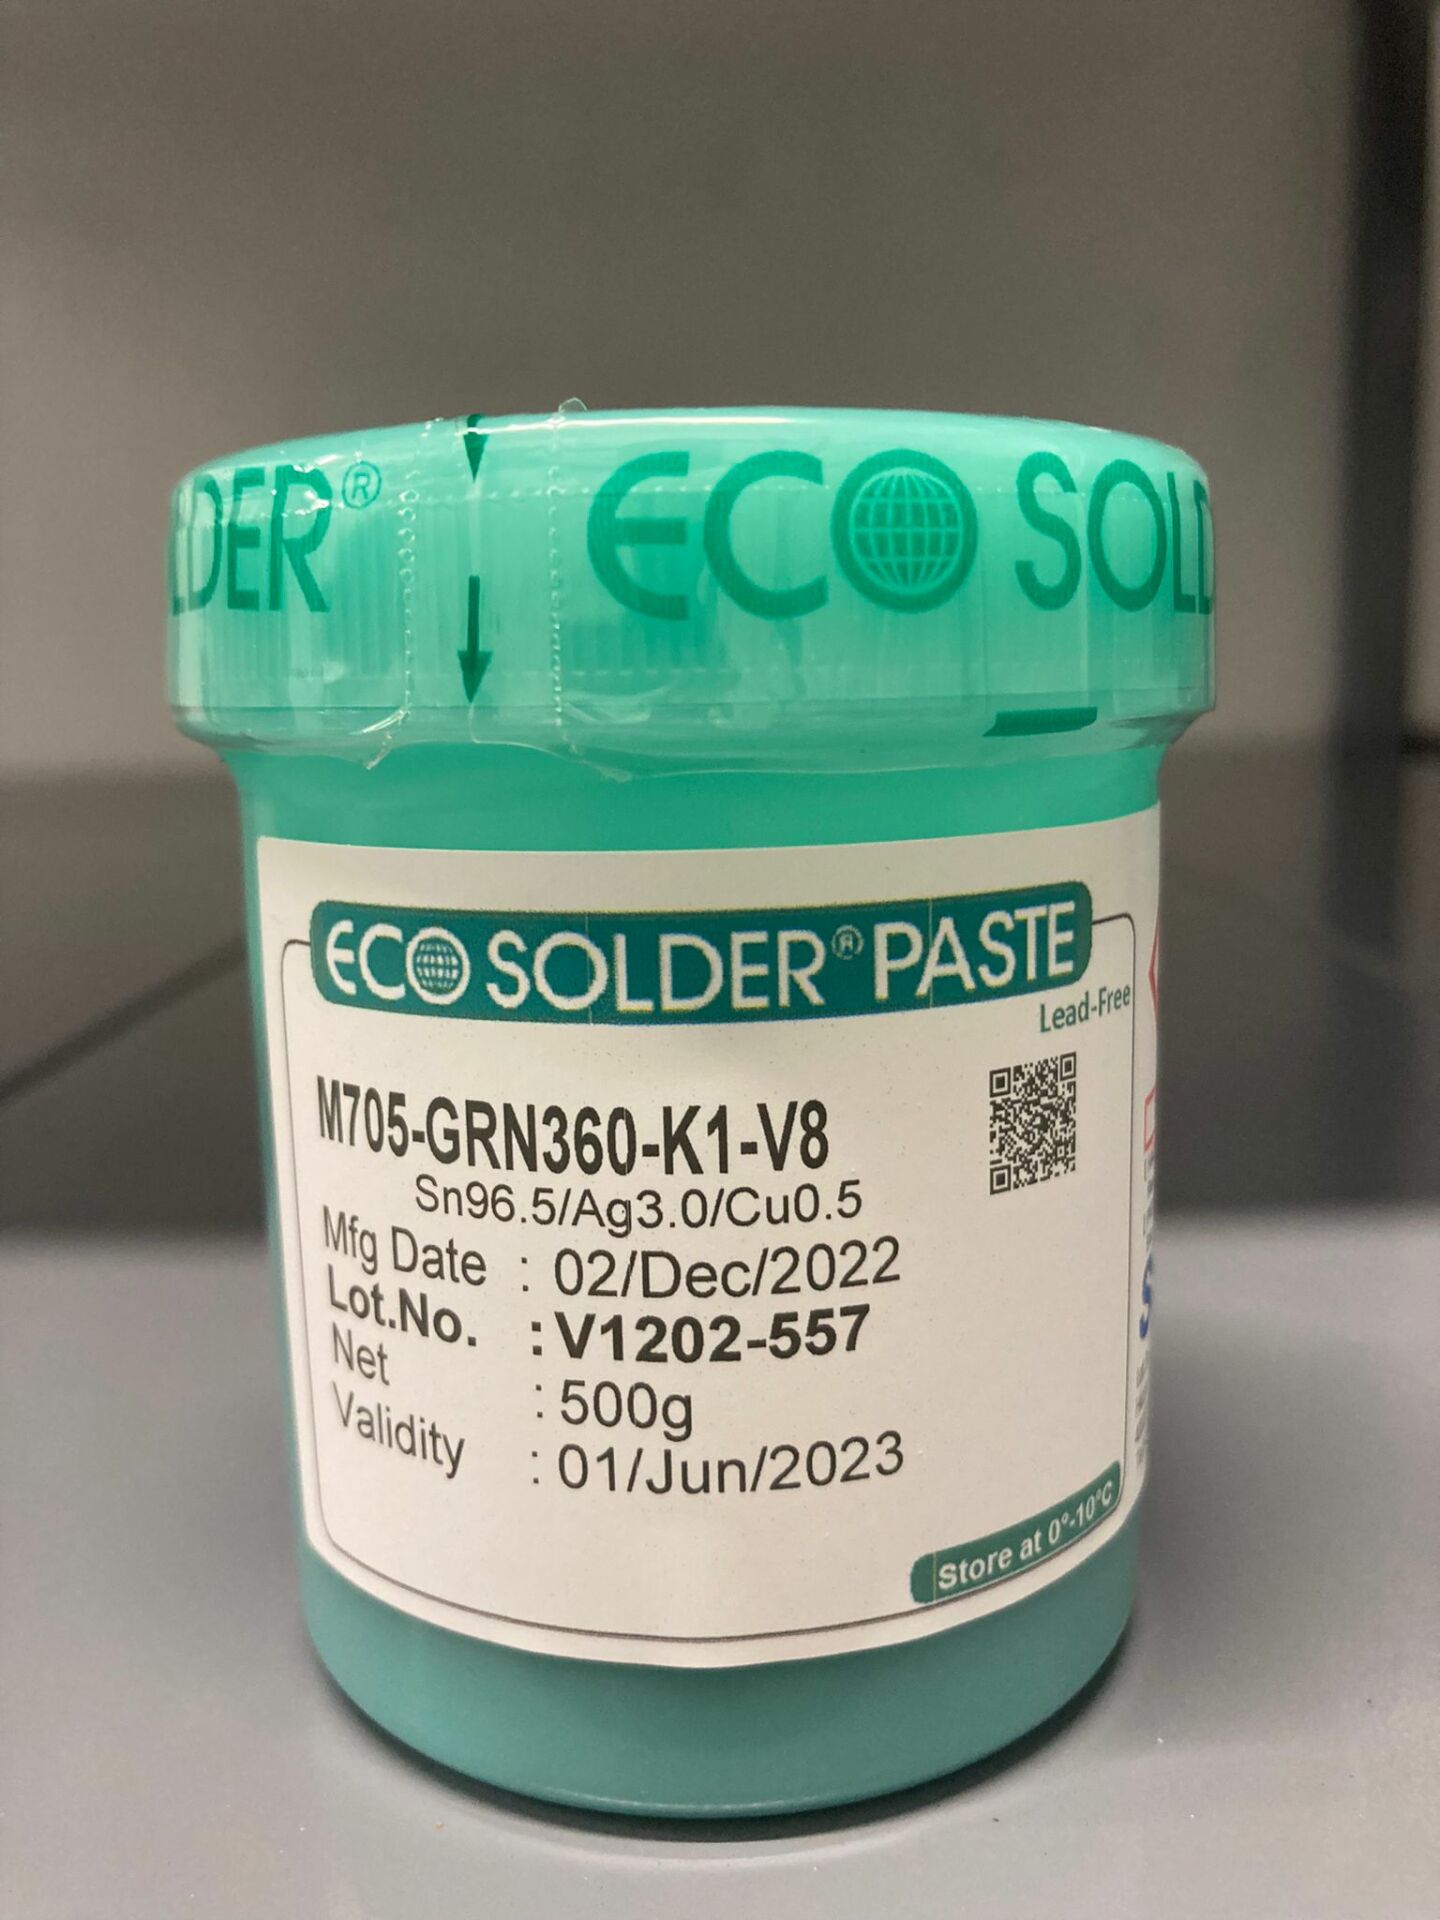 LDER®
ECO SOLD
ECO SOLDER® PASTE
Lead-Free
M705-GRN360-K1-V8
Sn96.5/Ag3.0/Cu0.5
Mfg Date : 02/Dec/2022
Lot.No. : V1202-557
Net : 500g
Validity : 01/Jun/2023
Store at 0°-10°C